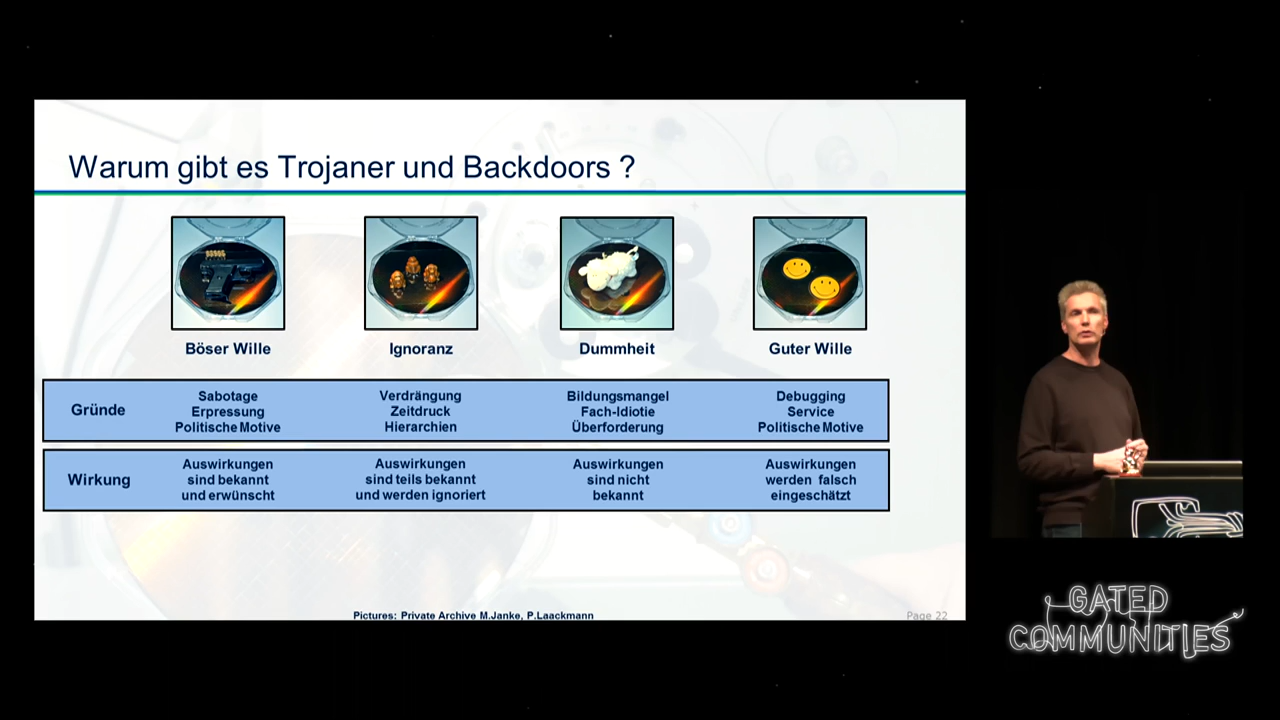 Warum gibt es Trojaner und Backdoors ?
Böser Wille
Ignoranz
Dummheit
Guter Wille
Gründe
Sabotage
Erpressung
Politische Motive
Verdrängung
Zeitdruck
Hierarchien
Bildungsmangel
Fach-Idiotie
Überforderung
Debugging
Service
Politische Motive
Wirkung
Auswirkungen
sind bekannt
und erwünscht
Auswirkungen
sind teils bekannt
und werden ignoriert
Auswirkungen
sind nicht
bekannt
Auswirkungen
werden falsch
eingeschätzt
Pictures: Private Archive M.Janke, P.Laackmann
Page 22
GATED
COMMUNITIES